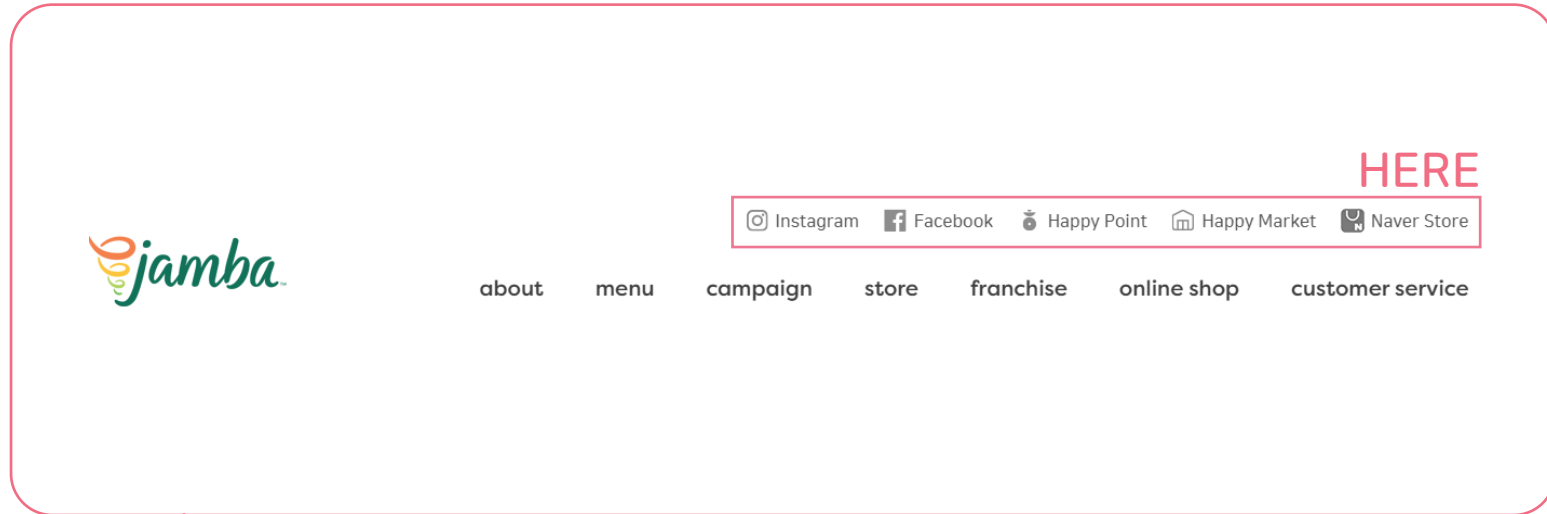 HERE
Instagram Facebook Happy Point Happy Market Naver Store
jamba
about menu campaign store franchise online shop customer service